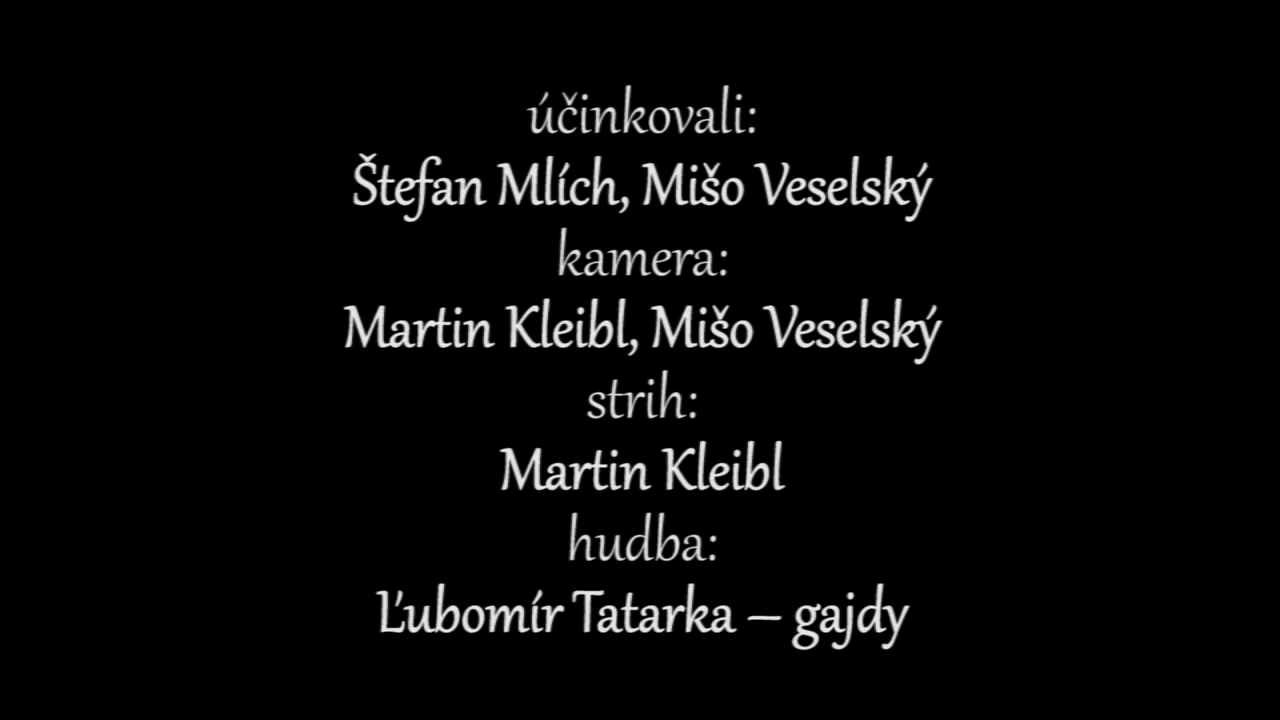 účinkovali:
Štefan Mlích, Mišo Veselský
kamera:
Martin Kleibl, Mišo Veselský
strih:
Martin Kleibl
hudba:
Ľubomír Tatarka – gajdy